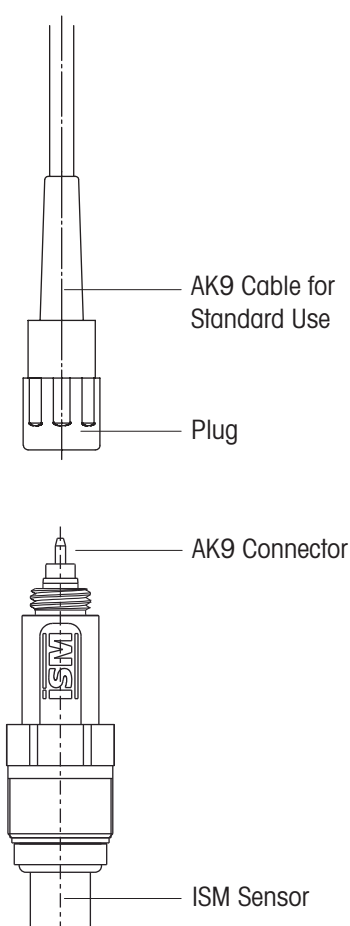 AK9 Cable for
Standard Use
Plug
AK9 Connector
ISM
ISM Sensor